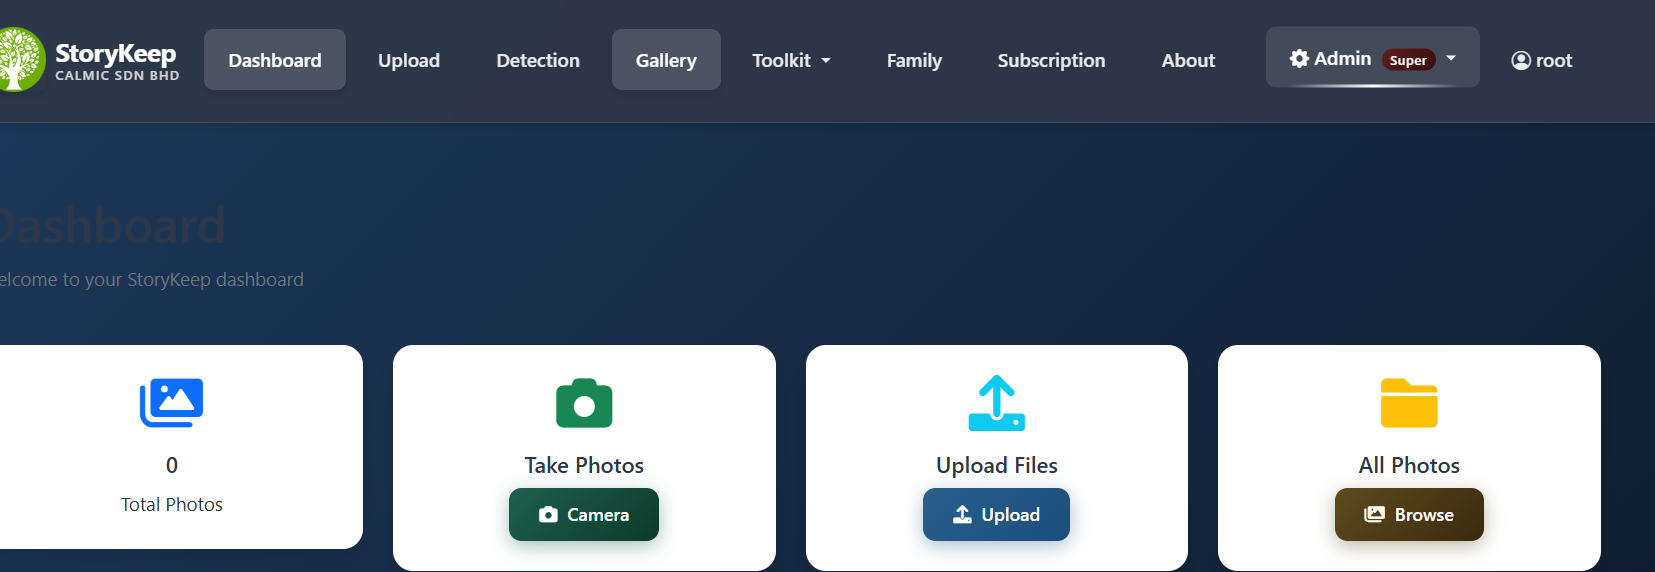 StoryKeep
CALMIC SDN BHD
Dashboard
Upload
Detection
Gallery
Toolkit
Family
Subscription
About
Admin Super
root
Dashboard
elcome to your StoryKeep dashboard
0
Total Photos
Take Photos
Camera
Upload Files
Upload
All Photos
Browse